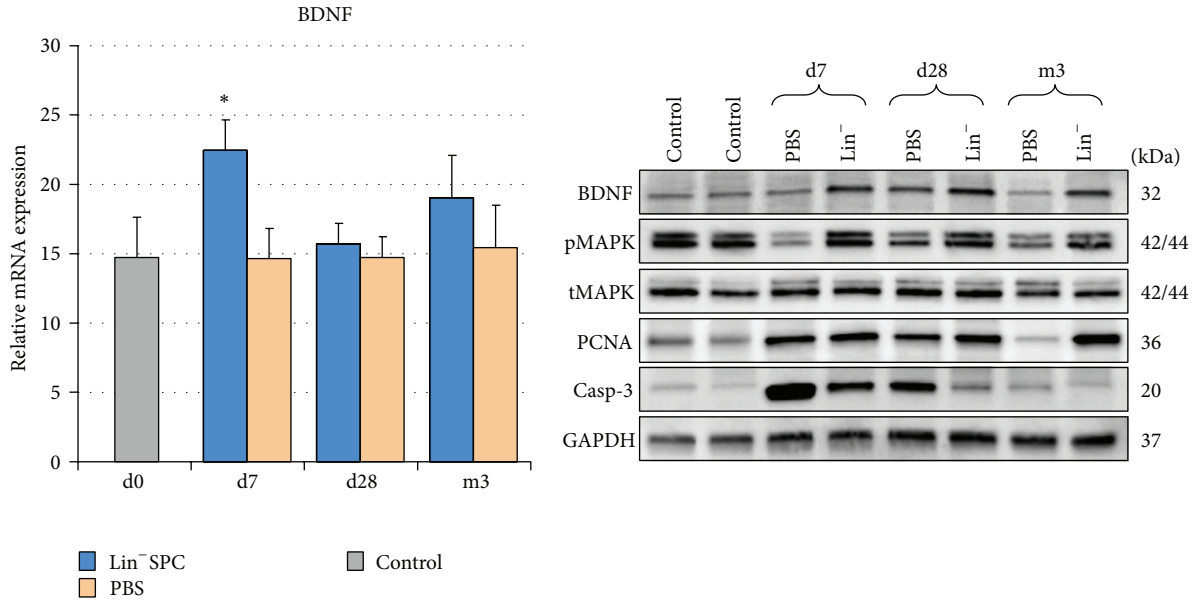 BDNF
30
25
20
15
10
5
0
Relative mRNA expression
*
d0 d7 d28 m3
Lin⁻SPC
PBS
Control
d7 d28 m3
Control Control PBS Lin⁻ PBS Lin⁻ PBS Lin⁻ (kDa)
BDNF 32
pMAPK 42/44
tMAPK 42/44
PCNA 36
Casp-3 20
GAPDH 37